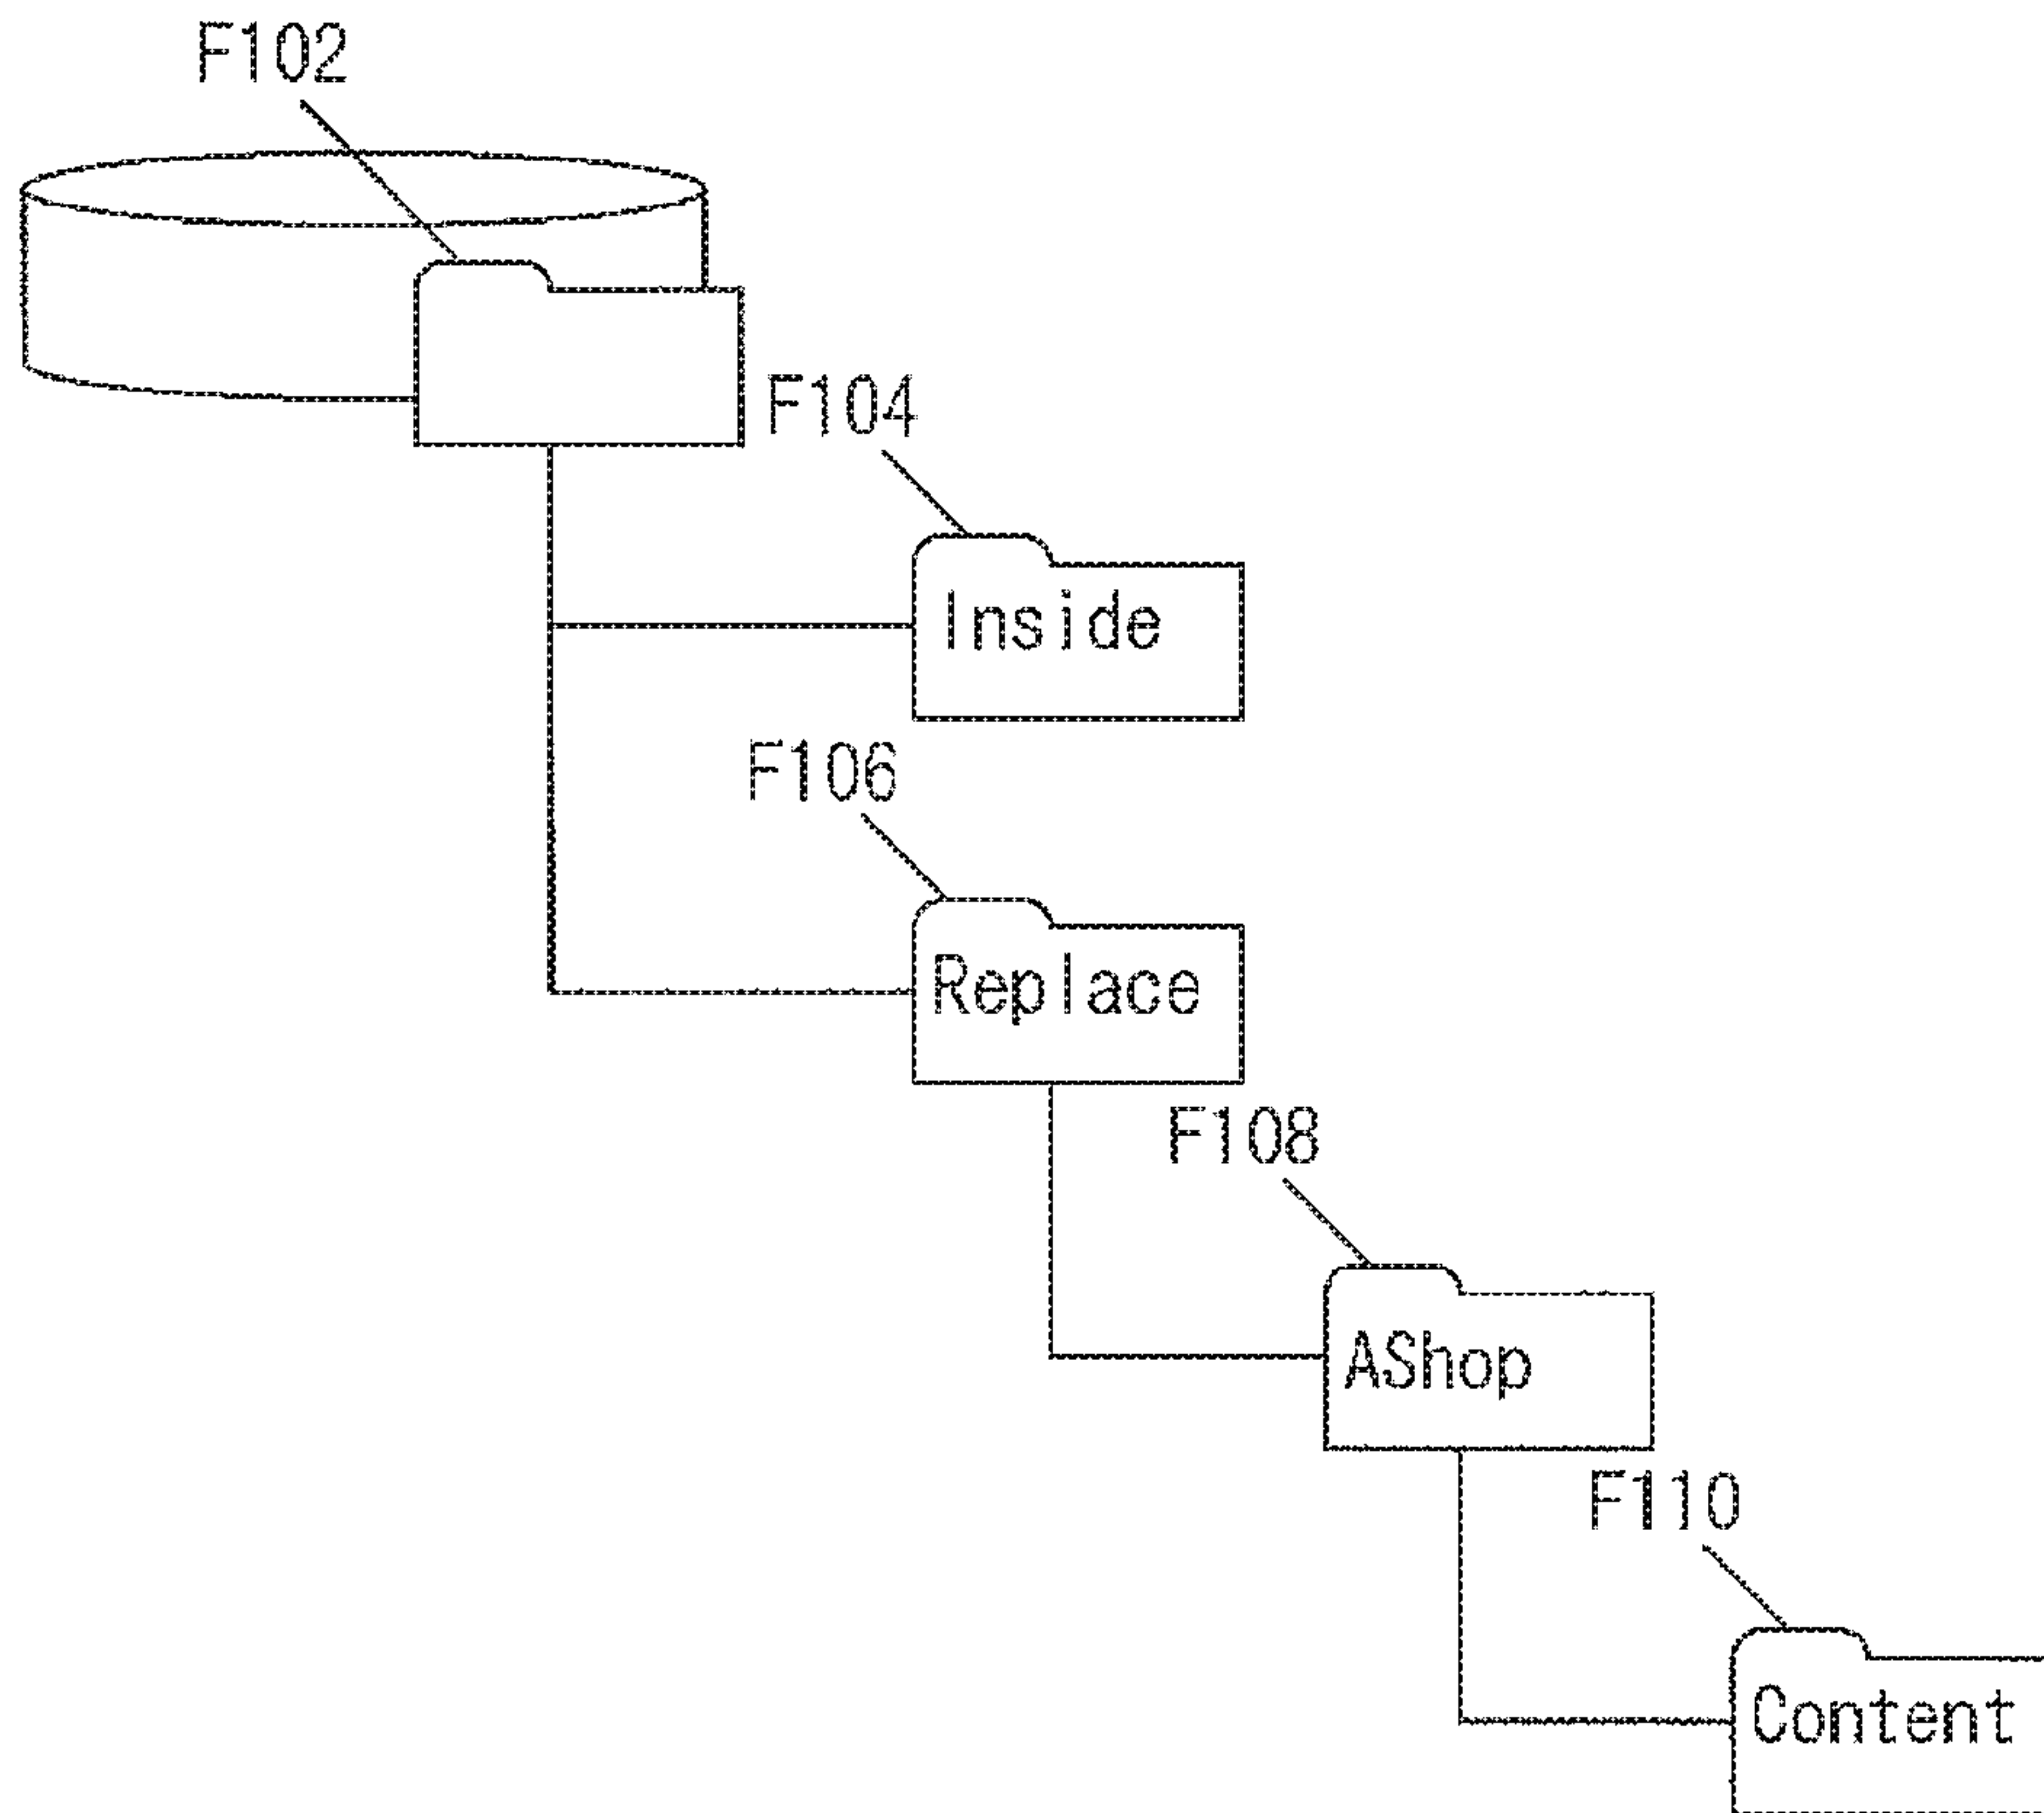 F102
F104
Inside
F106
Replace
F108
AShop
F110
Content